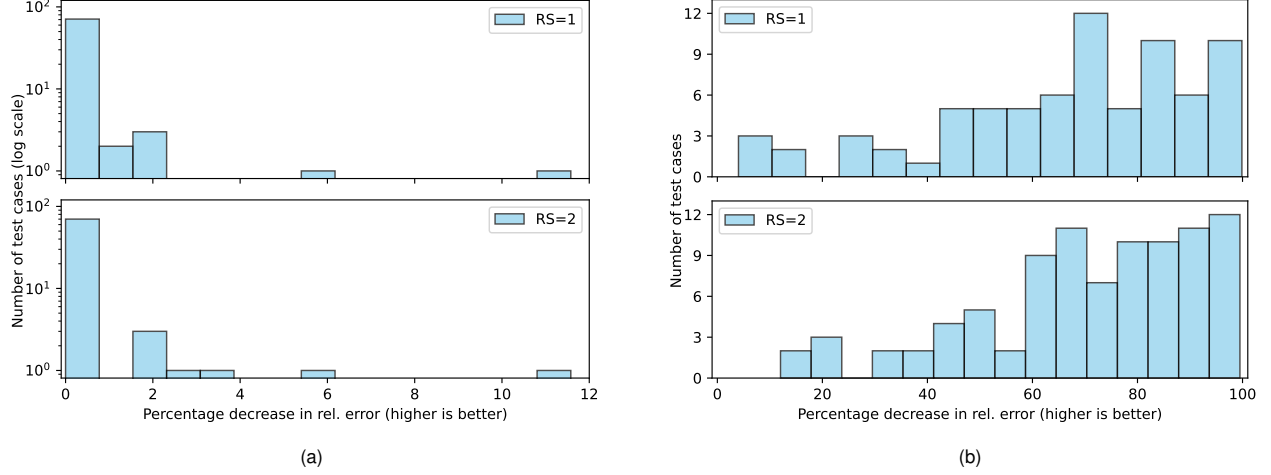 Number of test cases (log scale)
10²
10¹
10⁰
RS=1
10²
10¹
10⁰
RS=2
0 2 4 6 8 10 12
Percentage decrease in rel. error (higher is better)
(a)
Number of test cases
12
9
6
3
0
RS=1
12
9
6
3
0
RS=2
0 20 40 60 80 100
Percentage decrease in rel. error (higher is better)
(b)